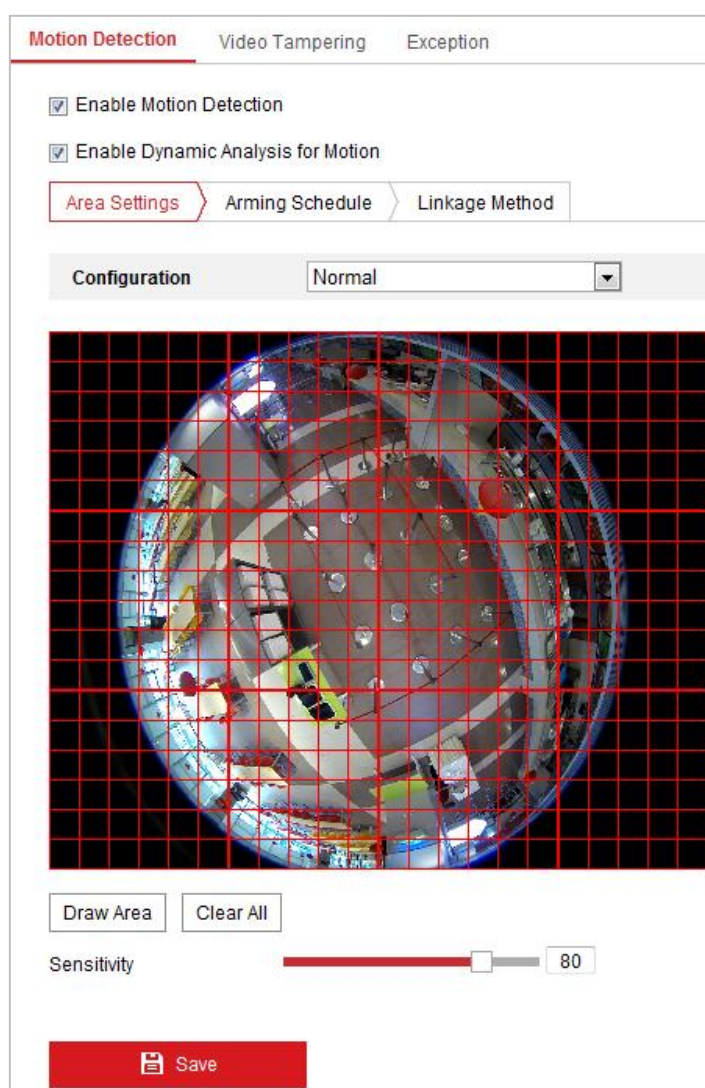 Motion Detection Video Tampering Exception
Enable Motion Detection
Enable Dynamic Analysis for Motion
Area Settings Arming Schedule Linkage Method
Configuration Normal
Draw Area Clear All
Sensitivity 80
Save